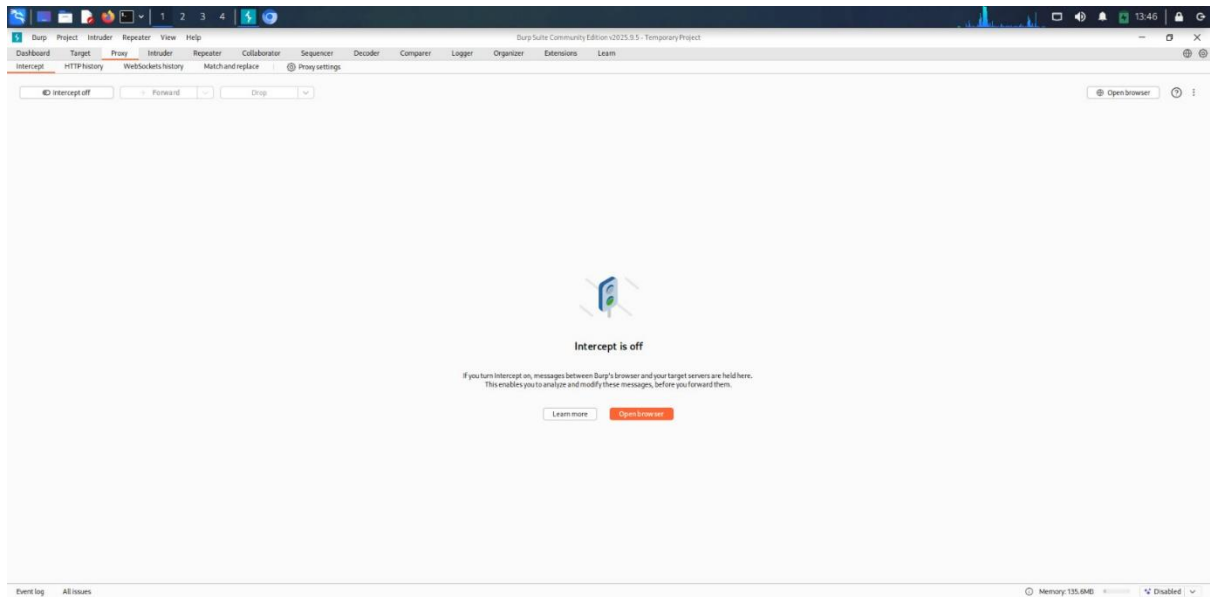 1 2 3 4 13:46
Burp Project Intruder Repeater View Help Burp Suite Community Edition v2025.9.5 - Temporary Project
Dashboard Target Proxy Intruder Repeater Collaborator Sequencer Decoder Comparer Logger Organizer Extensions Learn
Intercept HTTP history WebSockets history Match and replace Proxy settings
Intercept off Forward Drop Open browser
Intercept is off
If you turn Intercept on, messages between Burp's browser and your target servers are held here.
This enables you to analyze and modify these messages, before you forward them.
Learn more Open browser
Event log All issues Memory: 135.6MB Disabled